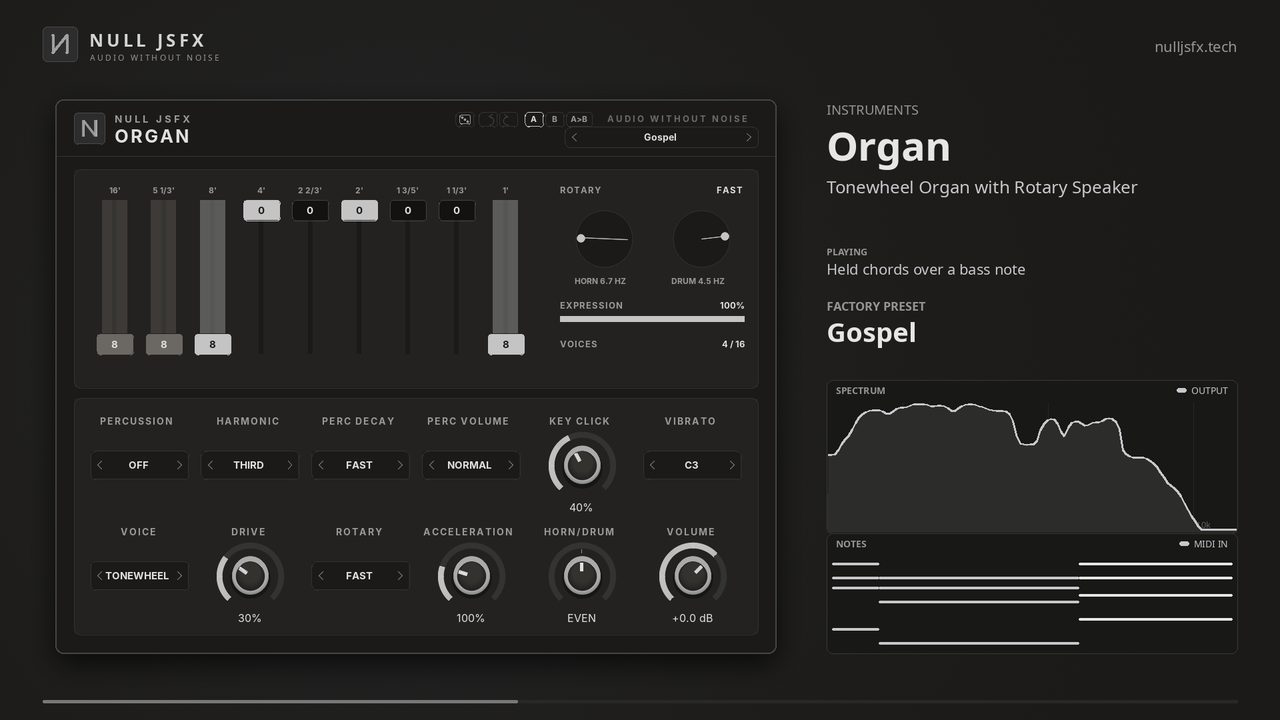 NULL JSFX
AUDIO WITHOUT NOISE
nulljsfx.tech
NULL JSFX
ORGAN
A B A>B AUDIO WITHOUT NOISE
Gospel
16' 5 1/3' 8' 4' 2 2/3' 2' 1 3/5' 1 1/3' 1'
0 0 0 0 0
8 8 8 8
ROTARY FAST
HORN 6.7 HZ DRUM 4.5 HZ
EXPRESSION 100%
VOICES 4 / 16
PERCUSSION HARMONIC PERC DECAY PERC VOLUME KEY CLICK VIBRATO
OFF THIRD FAST NORMAL C3
40%
VOICE DRIVE ROTARY ACCELERATION HORN/DRUM VOLUME
TONEWHEEL FAST
30% 100% EVEN +0.0 dB
INSTRUMENTS
Organ
Tonewheel Organ with Rotary Speaker
PLAYING
Held chords over a bass note
FACTORY PRESET
Gospel
SPECTRUM OUTPUT
NOTES MIDI IN